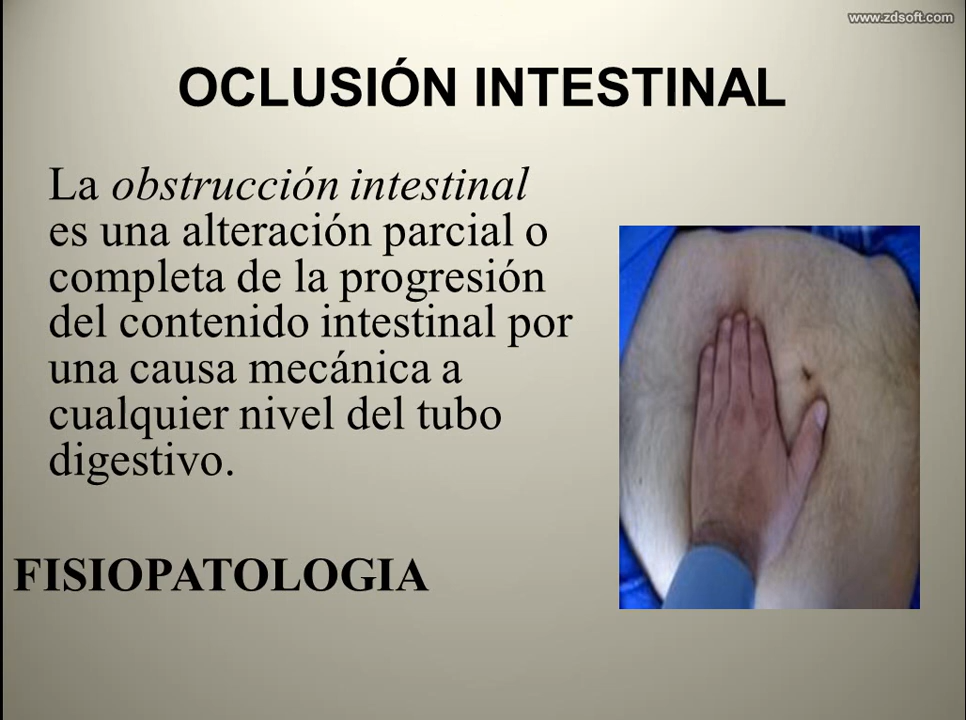 www.zdsoft.com
OCLUSIÓN INTESTINAL
La obstrucción intestinal
es una alteración parcial o
completa de la progresión
del contenido intestinal por
una causa mecánica a
cualquier nivel del tubo
digestivo.
FISIOPATOLOGIA